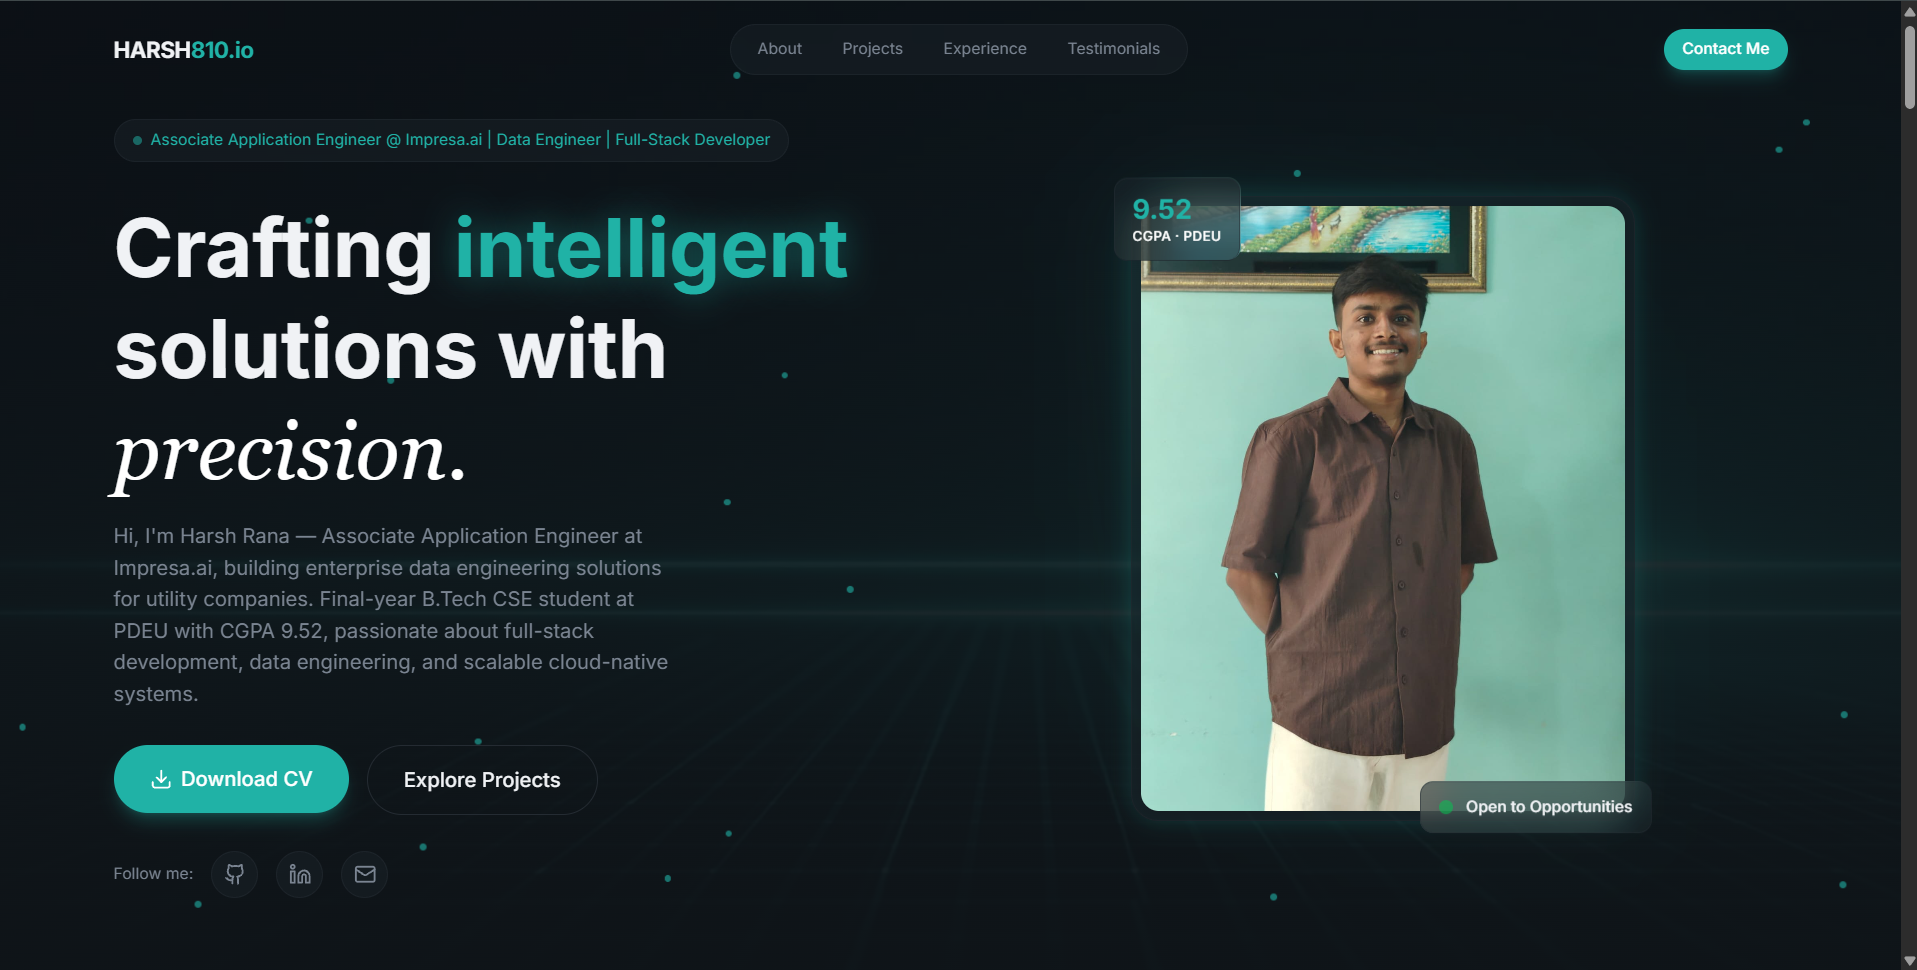 HARSH810.io
About Projects Experience Testimonials
Contact Me
Associate Application Engineer @ Impresa.ai | Data Engineer | Full-Stack Developer
Crafting intelligent
solutions with
precision.
Hi, I'm Harsh Rana — Associate Application Engineer at
Impresa.ai, building enterprise data engineering solutions
for utility companies. Final-year B.Tech CSE student at
PDEU with CGPA 9.52, passionate about full-stack
development, data engineering, and scalable cloud-native
systems.
Download CV
Explore Projects
Follow me:
9.52
CGPA · PDEU
Open to Opportunities